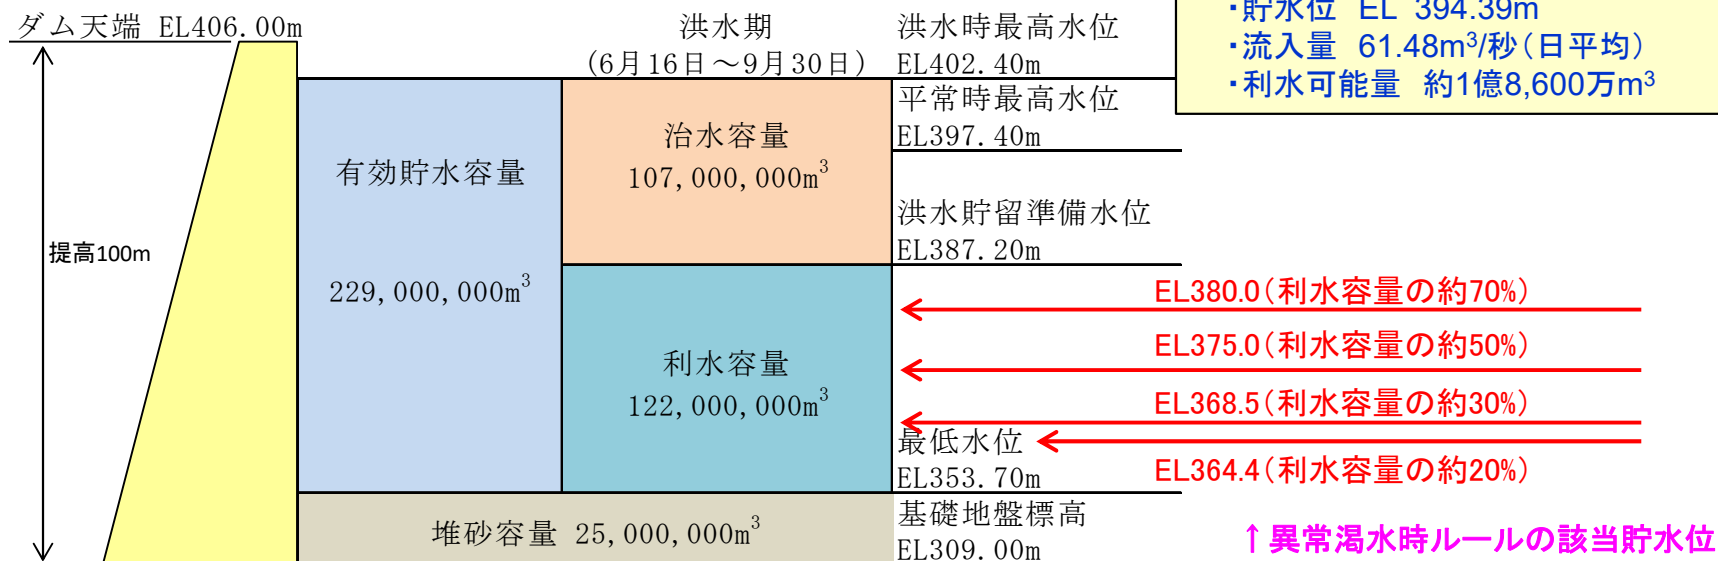 ダム天端 EL406.00m
提高100m
有効貯水容量
229,000,000m³
洪水期
(6月16日~9月30日)
治水容量
107,000,000m³
利水容量
122,000,000m³
堆砂容量 25,000,000m³
洪水時最高水位
EL402.40m
平常時最高水位
EL397.40m
洪水貯留準備水位
EL387.20m
最低水位
EL353.70m
基礎地盤標高
EL309.00m
・貯水位 EL 394.39m
・流入量 61.48m³/秒(日平均)
・利水可能量 約1億8,600万m³
EL380.0(利水容量の約70%)
EL375.0(利水容量の約50%)
EL368.5(利水容量の約30%)
EL364.4(利水容量の約20%)
↑異常渇水時ルールの該当貯水位